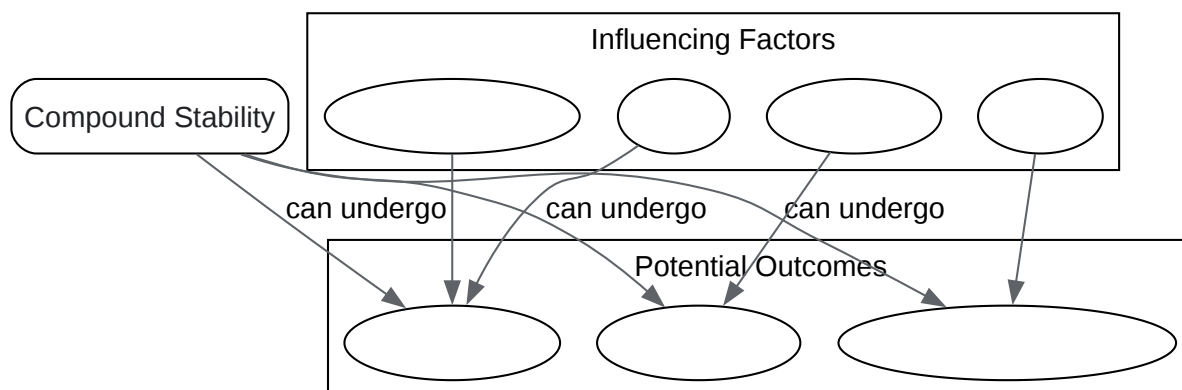 Influencing Factors
Compound Stability
can undergo
can undergo
can undergo
Potential Outcomes